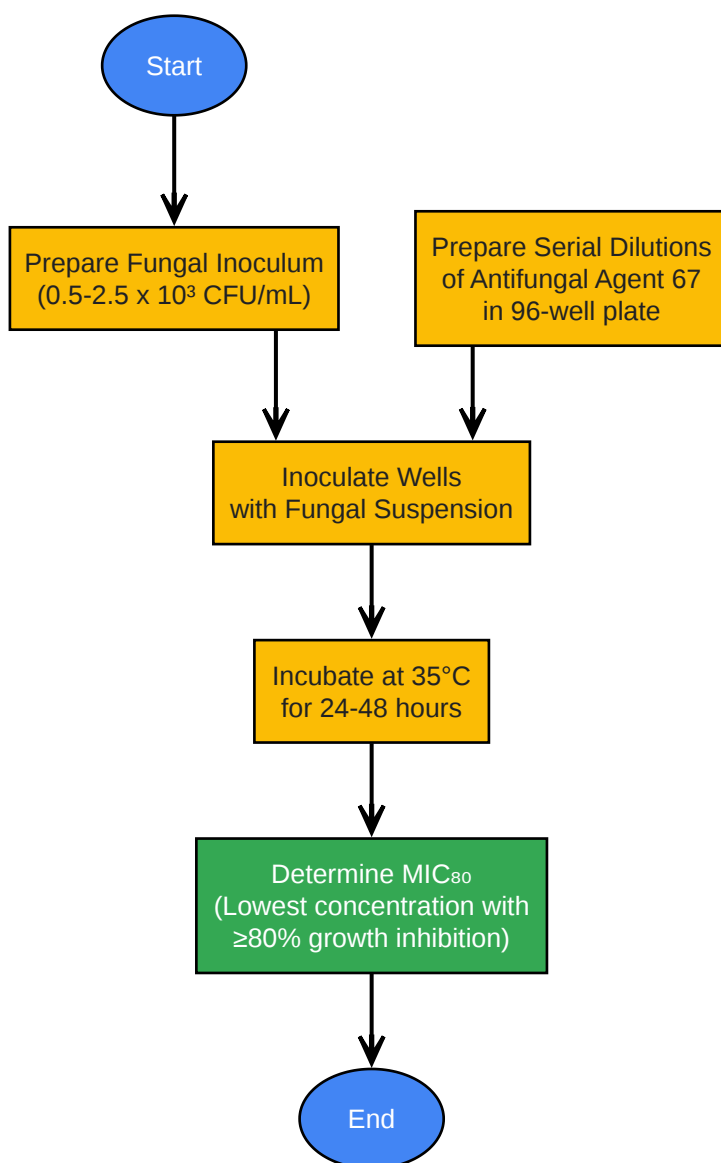 Start
Prepare Fungal Inoculum
(0.5-2.5 x 10³ CFU/mL)
Prepare Serial Dilutions
of Antifungal Agent 67
in 96-well plate
Inoculate Wells
with Fungal Suspension
Incubate at 35°C
for 24-48 hours
Determine MIC₈₀
(Lowest concentration with
≥80% growth inhibition)
End